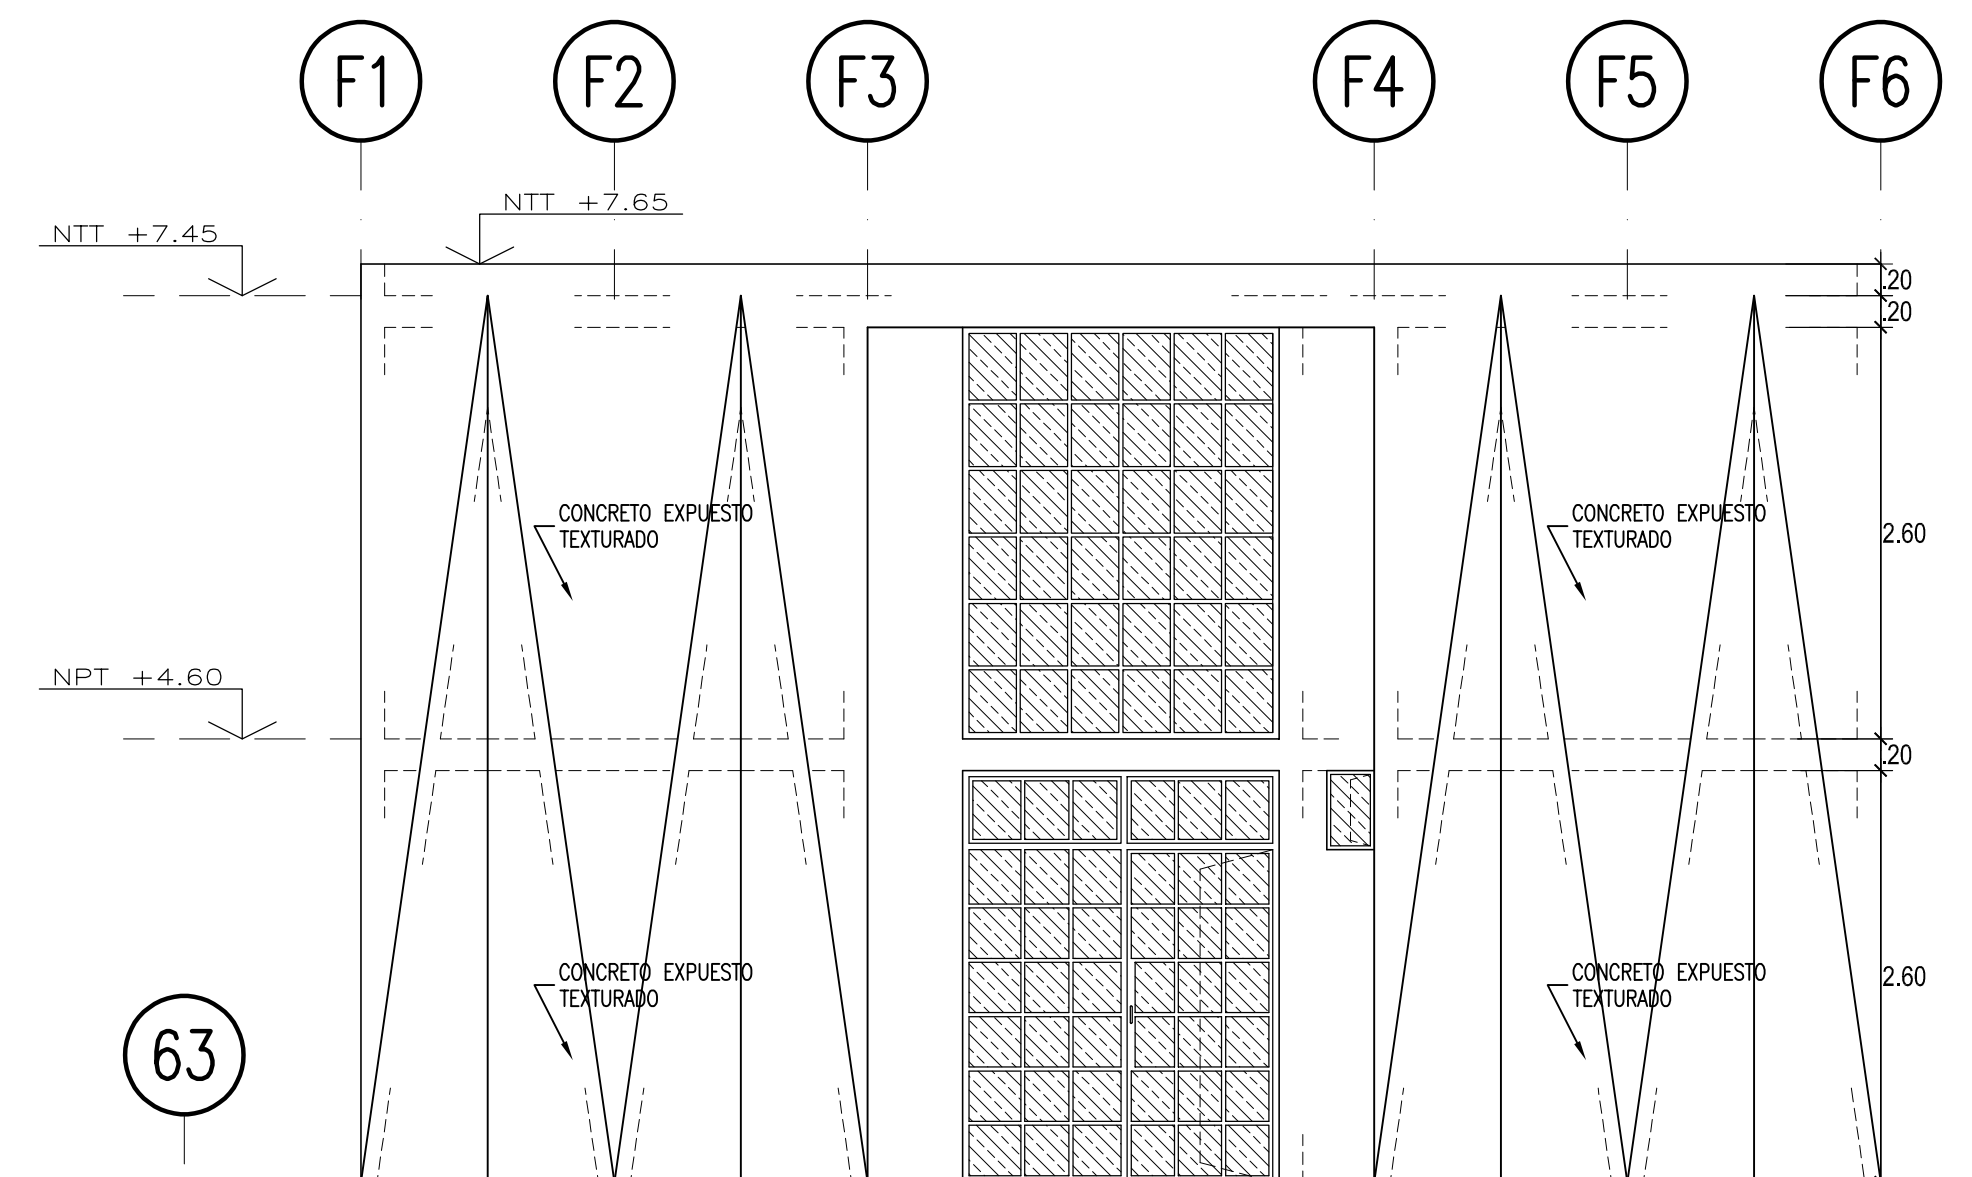 F1 F2 F3 F4 F5 F6
NTT +7.65
NTT +7.45
.20
.20
CONCRETO EXPUESTO
TEXTURADO
CONCRETO EXPUESTO
TEXTURADO
2.60
NPT +4.60
.20
CONCRETO EXPUESTO
TEXTURADO
CONCRETO EXPUESTO
TEXTURADO
2.60
63